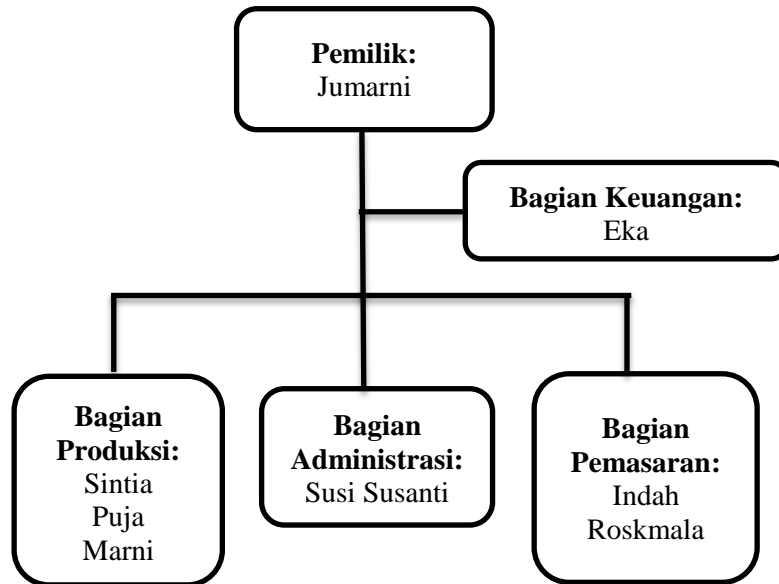 Pemilik:
Jumarni
Bagian Keuangan:
Eka
Bagian
Produksi:
Sintia
Puja
Marni
Bagian
Administrasi:
Susi Susanti
Bagian
Pemasaran:
Indah
Roskmala